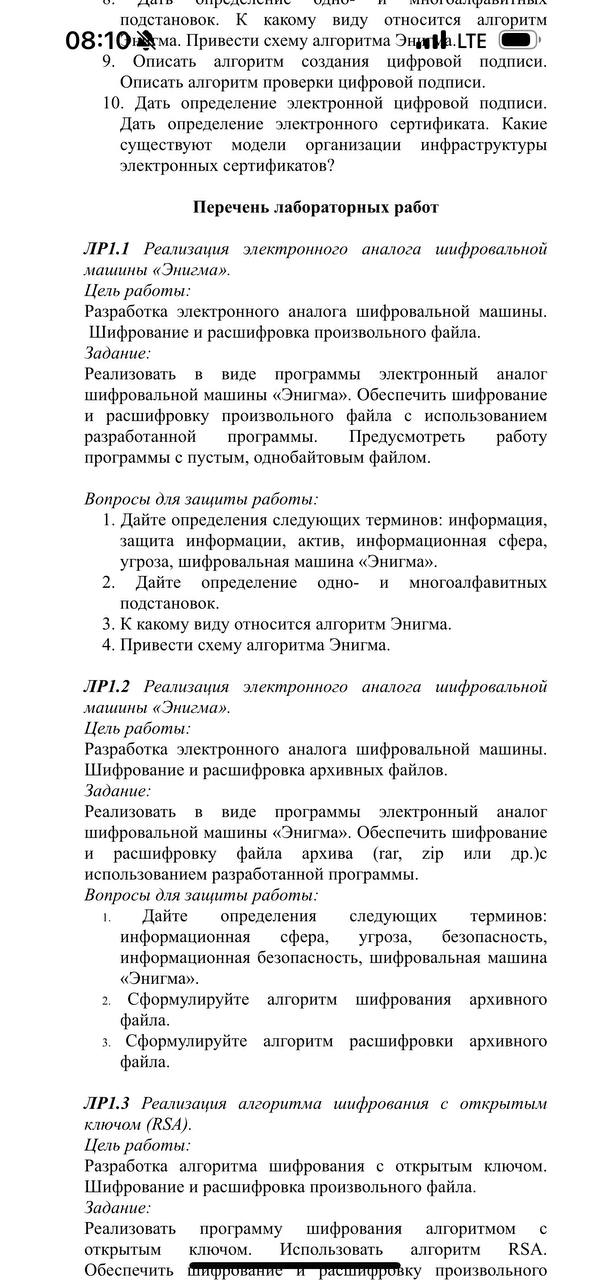 8. Дать определение одно- и многоалфавитных
подстановок. К какому виду относится алгоритм
08:10
Энигма. Привести схему алгоритма Энигма.
LTE
9. Описать алгоритм создания цифровой подписи.
Описать алгоритм проверки цифровой подписи.
10. Дать определение электронной цифровой подписи.
Дать определение электронного сертификата. Какие
существуют модели организации инфраструктуры
электронных сертификатов?
Перечень лабораторных работ
ЛР1.1 Реализация электронного аналога шифровальной
машины «Энигма».
Цель работы:
Разработка электронного аналога шифровальной машины.
Шифрование и расшифровка произвольного файла.
Задание:
Реализовать в виде программы электронный аналог
шифровальной машины «Энигма». Обеспечить шифрование
и расшифровку произвольного файла с использованием
разработанной программы. Предусмотреть работу
программы с пустым, однобайтовым файлом.
Вопросы для защиты работы:
1. Дайте определения следующих терминов: информация,
защита информации, актив, информационная сфера,
угроза, шифровальная машина «Энигма».
2. Дайте определение одно- и многоалфавитных
подстановок.
3. К какому виду относится алгоритм Энигма.
4. Привести схему алгоритма Энигма.
ЛР1.2 Реализация электронного аналога шифровальной
машины «Энигма».
Цель работы:
Разработка электронного аналога шифровальной машины.
Шифрование и расшифровка архивных файлов.
Задание:
Реализовать в виде программы электронный аналог
шифровальной машины «Энигма». Обеспечить шифрование
и расшифровку файла архива (rar, zip или др.)с
использованием разработанной программы.
Вопросы для защиты работы:
1. Дайте определения следующих терминов:
информационная сфера, угроза, безопасность,
информационная безопасность, шифровальная машина
«Энигма».
2. Сформулируйте алгоритм шифрования архивного
файла.
3. Сформулируйте алгоритм расшифровки архивного
файла.
ЛР1.3 Реализация алгоритма шифрования с открытым
ключом (RSA).
Цель работы:
Разработка алгоритма шифрования с открытым ключом.
Шифрование и расшифровка произвольного файла.
Задание:
Реализовать программу шифрования алгоритмом с
открытым ключом. Использовать алгоритм RSA.
Обеспечить шифрование и расшифровку произвольного